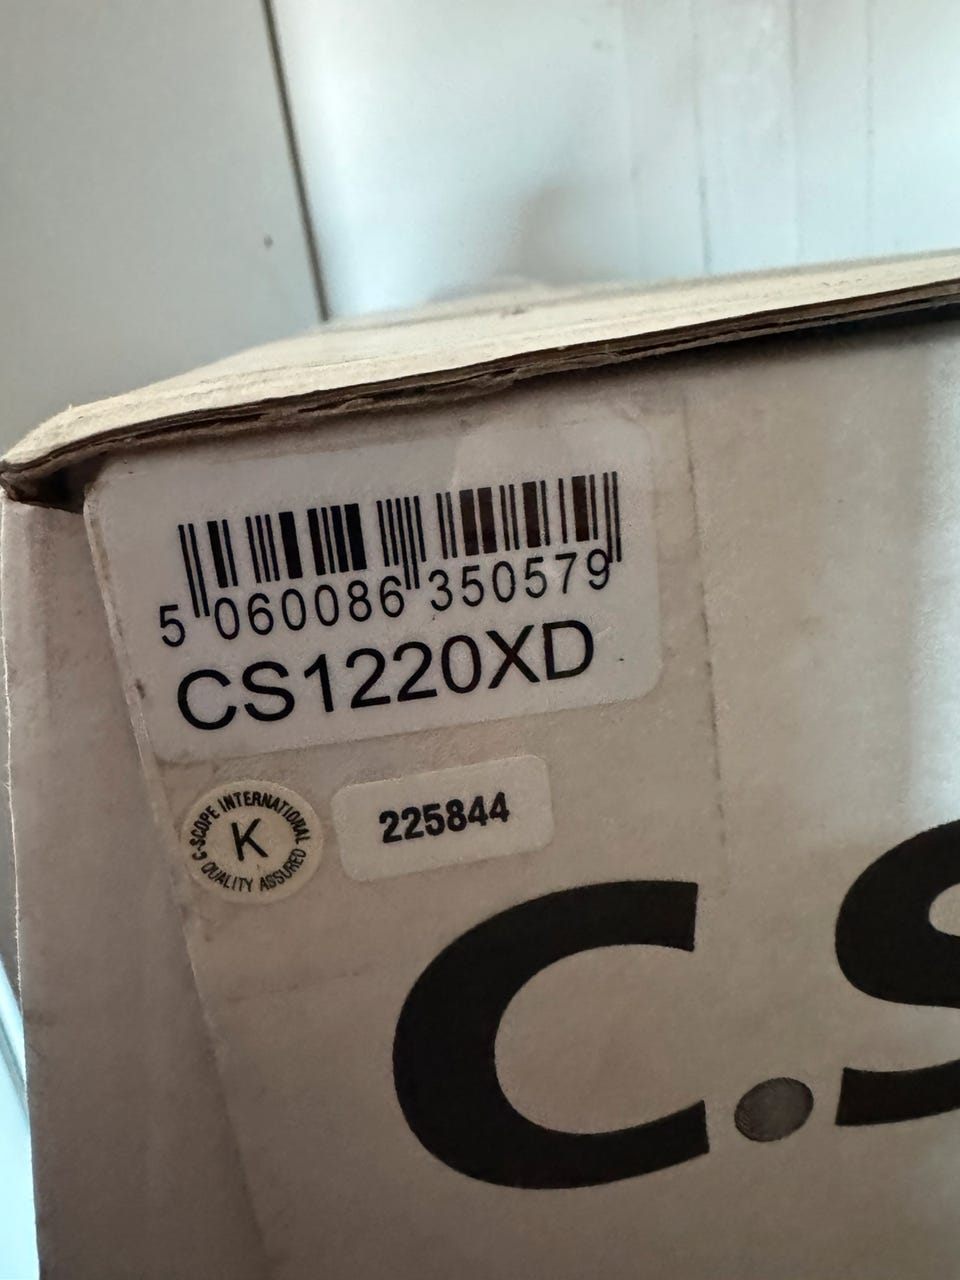 5 060086 350579
CS1220XD
C-SCOPE INTERNATIONAL
K
QUALITY ASSURED
225844
C.S